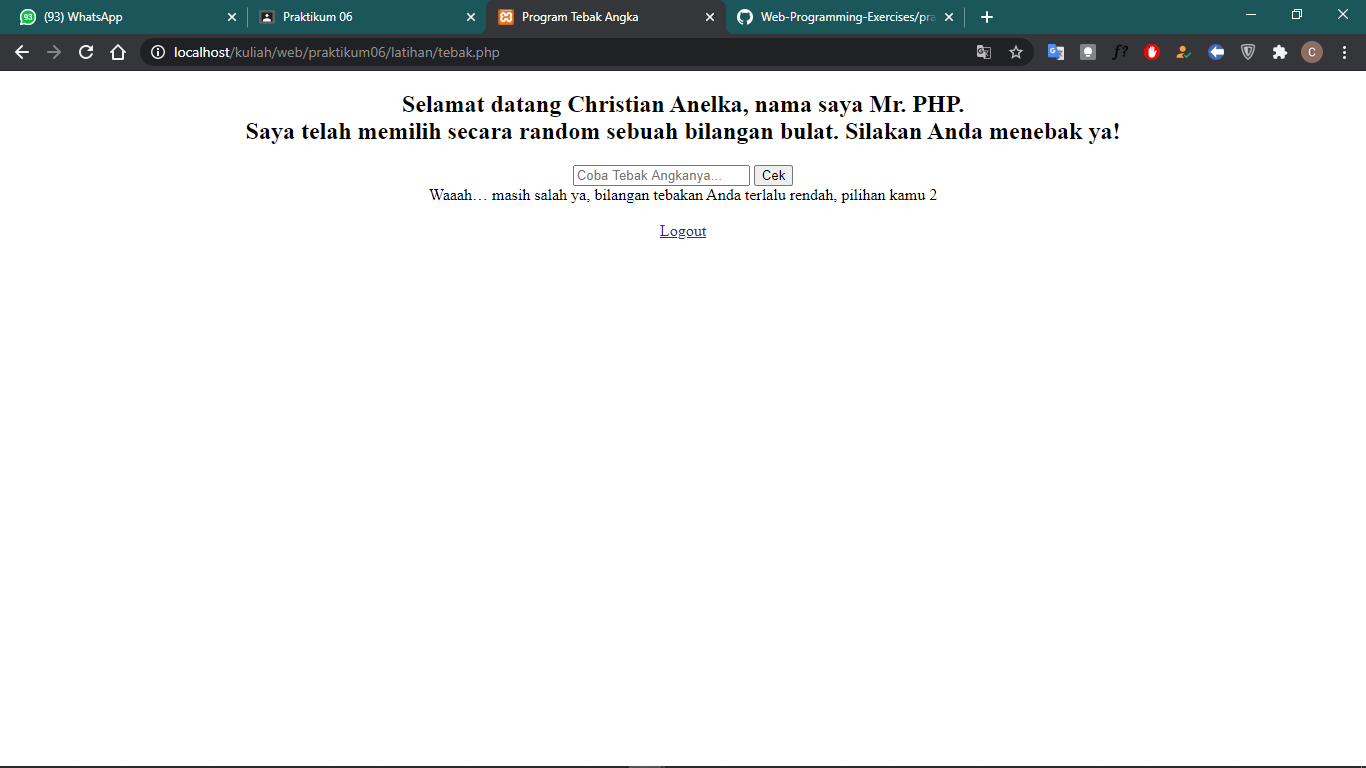 (93) WhatsApp
Praktikum 06
Program Tebak Angka
Web-Programming-Exercises/pra
localhost/kuliah/web/praktikum06/latihan/tebak.php
f?
C
Selamat datang Christian Anelka, nama saya Mr. PHP.
Saya telah memilih secara random sebuah bilangan bulat. Silakan Anda menebak ya!
Coba Tebak Angkanya... Cek
Waaah… masih salah ya, bilangan tebakan Anda terlalu rendah, pilihan kamu 2
Logout